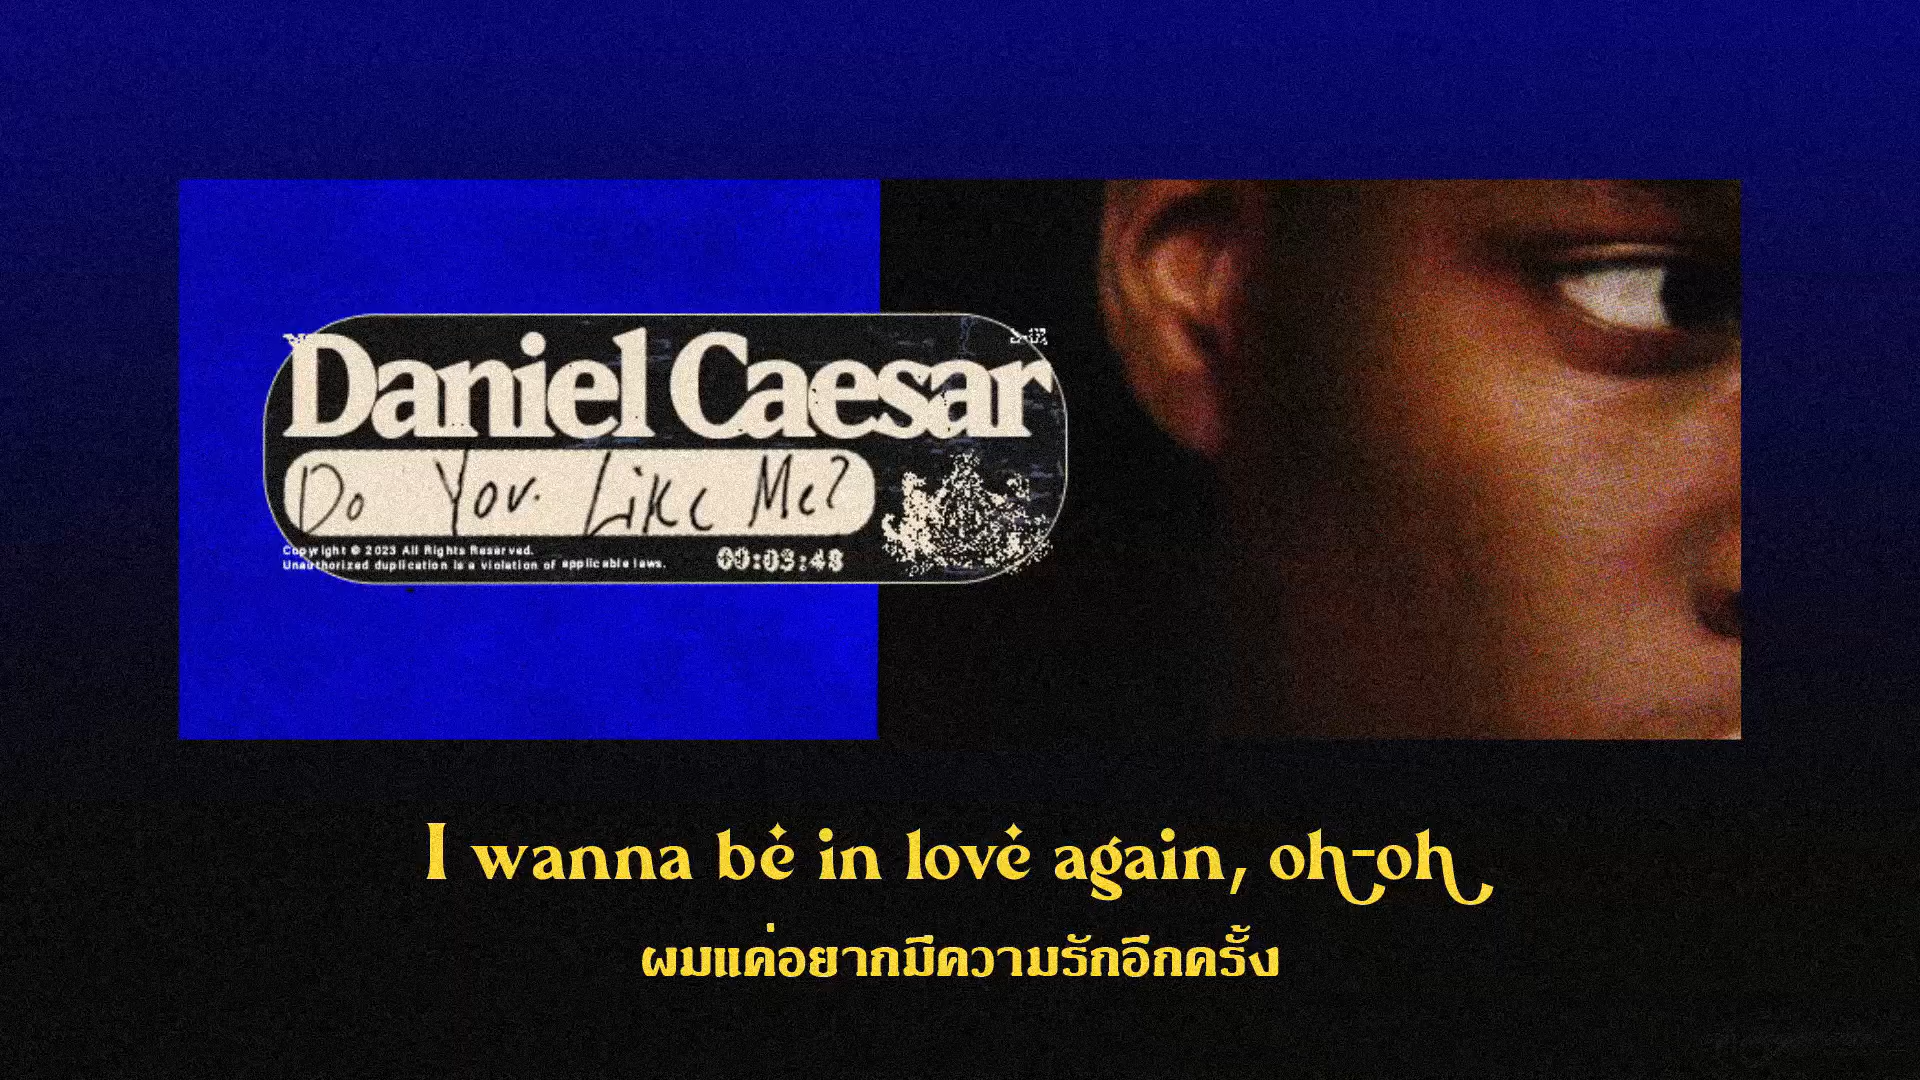 Daniel Caesar
Do You Like Me?
Copyright © 2023 All Rights Reserved.
Unauthorized duplication is a violation of applicable laws.
00:03:48
I wanna be in love again, oh-oh
ผมแค่อยากมีความรักอีกครั้ง